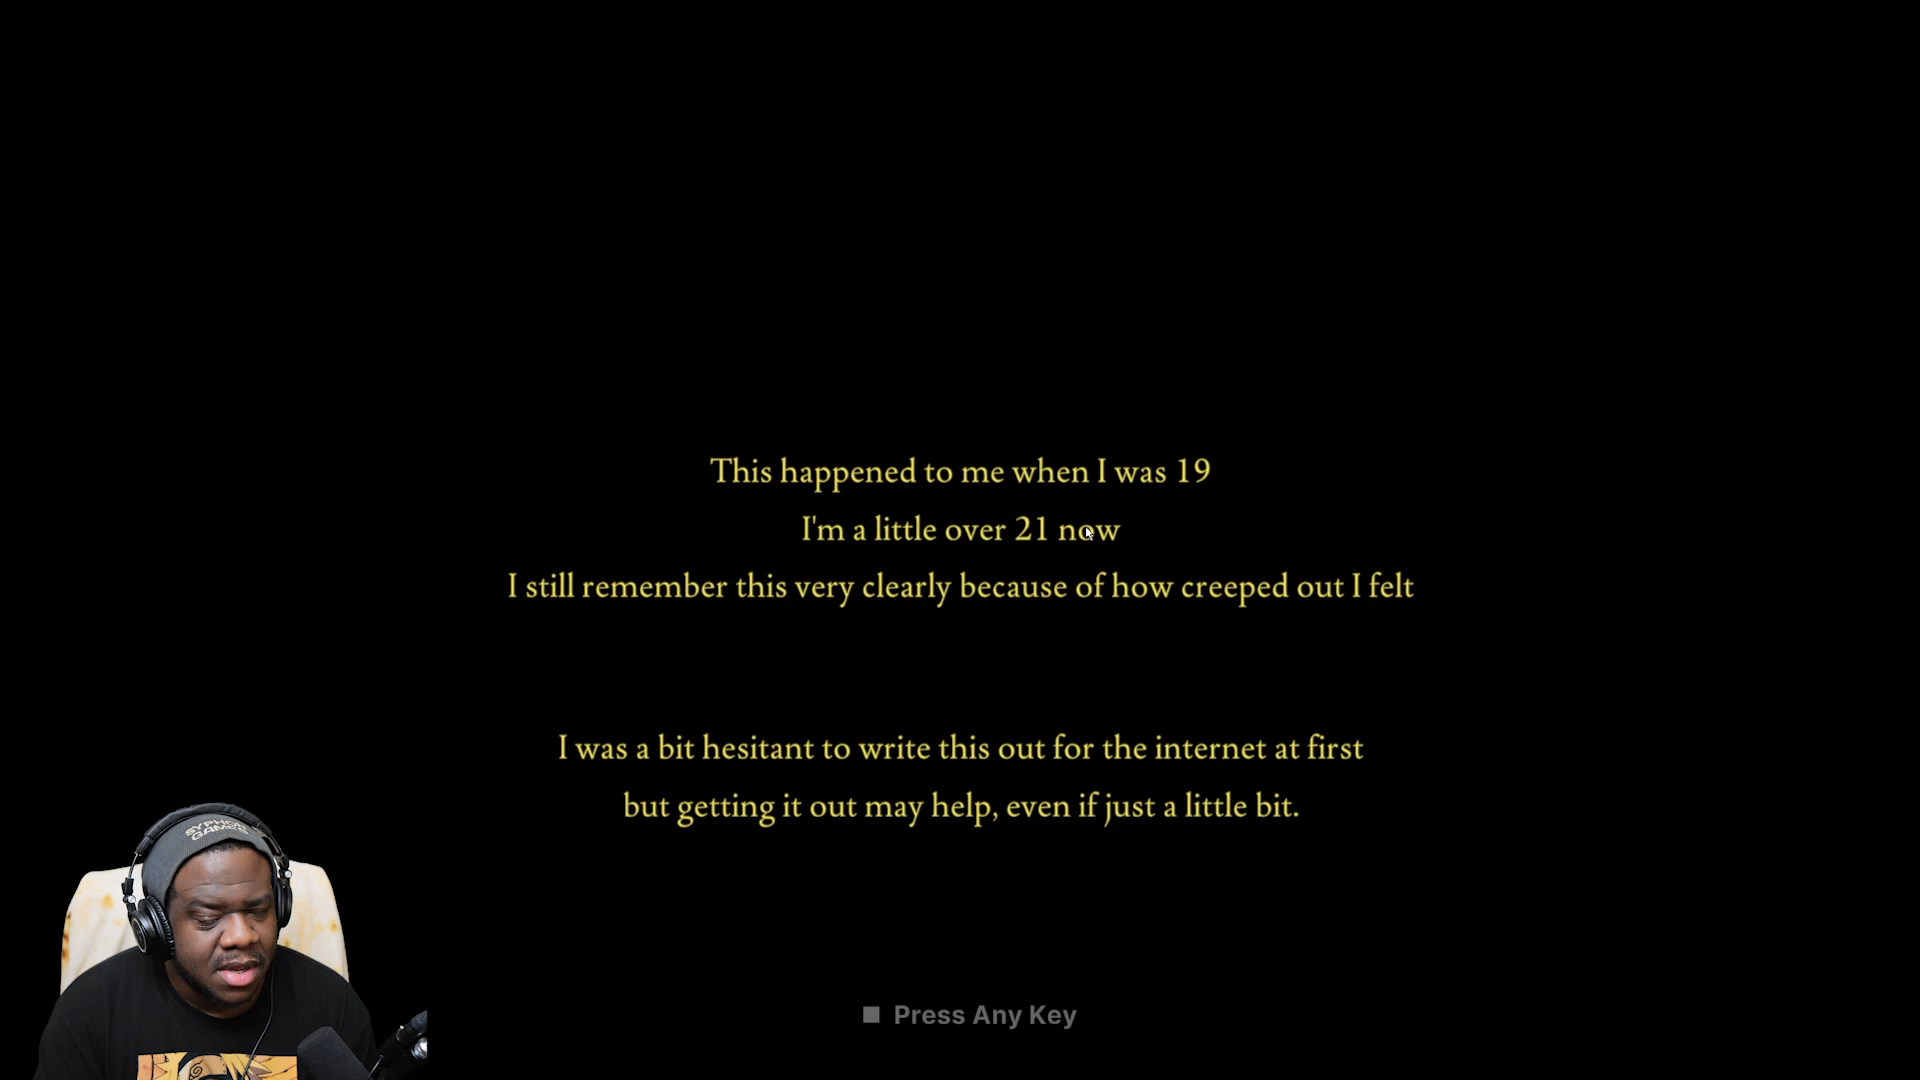 This happened to me when I was 19
I'm a little over 21 now
I still remember this very clearly because of how creeped out I felt
I was a bit hesitant to write this out for the internet at first
but getting it out may help, even if just a little bit.
SYPHON
GAMES
Press Any Key